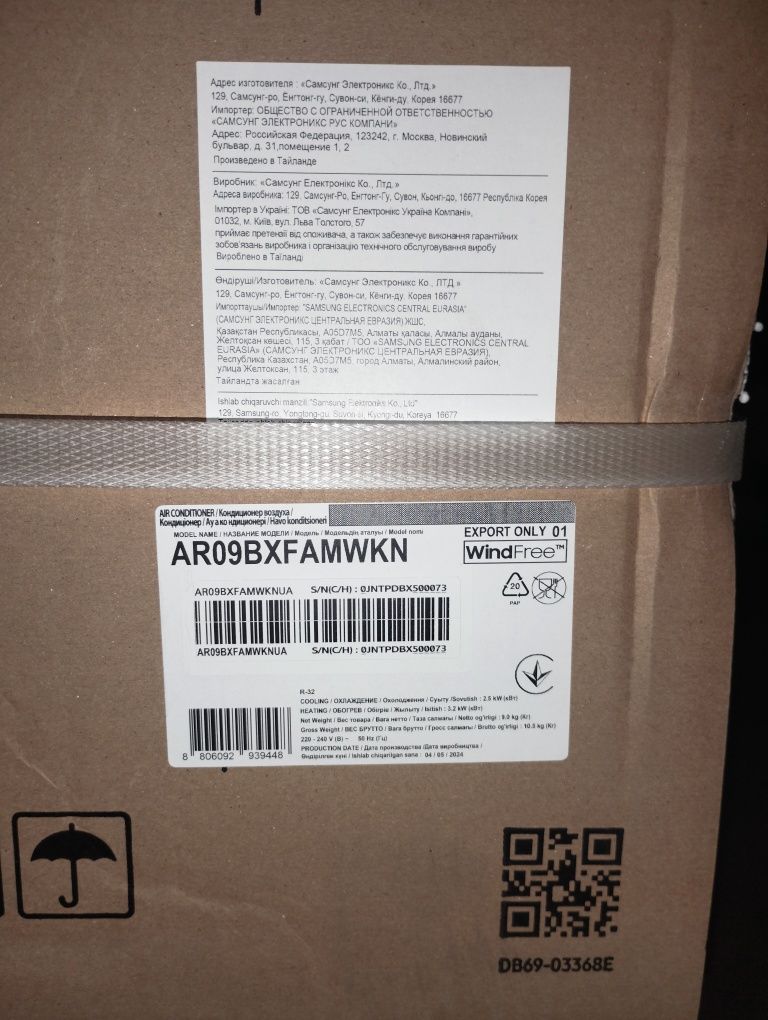 Адрес изготовителя : «Самсунг Электроникс Ко., Лтд.»
129, Самсунг-ро, Енгтонг-гу, Сувон-си, Кёнги-ду. Корея 16677
Импортер: ОБЩЕСТВО С ОГРАНИЧЕННОЙ ОТВЕТСТВЕННОСТЬЮ
«САМСУНГ ЭЛЕКТРОНИКС РУС КОМПАНИ»
Адрес: Российская Федерация, 123242, г. Москва, Новинский
бульвар, д. 31,помещение 1, 2
Произведено в Тайланде
Виробник: «Самсунг Електронікс Ко., Лтд.»
Адреса виробника: 129, Самсунг-Ро, Енгтонг-Гу, Сувон, Кьонгі-до, 16677 Республіка Корея
Імпортер в Україні: ТОВ «Самсунг Електронікс Україна Компані»,
01032, м. Київ, вул. Льва Толстого, 57
приймає претензії від споживача, а також забезпечує виконання гарантійних
зобов'язань виробника і організацію технічного обслуговування виробу
Вироблено в Таїланді
Өндіруші/Изготовитель: «Самсунг Электроникс Ко., ЛТД.»
129, Самсунг-ро, Енгтонг-гу, Сувон-си, Кёнги-ду. Корея 16677
Импорттаушы/Импортер: "SAMSUNG ELECTRONICS CENTRAL EURASIA"
(САМСУНГ ЭЛЕКТРОНИКС ЦЕНТРАЛЬНАЯ ЕВРАЗИЯ) ЖШС,
Қазақстан Республикасы, A05D7M5, Алматы қаласы, Алмалы ауданы,
Желтоқсан көшесі, 115, 3 қабат / ТОО «SAMSUNG ELECTRONICS CENTRAL
EURASIA» (САМСУНГ ЭЛЕКТРОНИКС ЦЕНТРАЛЬНАЯ ЕВРАЗИЯ),
Республика Казахстан, A05D7M5, город Алматы, Алмалинский район,
улица Желтоксан, 115, 3 этаж
Тайландта жасалған
Ishlab chiqaruvchi manzili "Samsung Elektroniks Ko., Ltd"
129, Samsung-ro, Yongtong-gu, Suvon-si, Kyongi-du, Koreya 16677
AIR CONDITIONER / Кондиционер воздуха /
Кондиціонер / Ауа кондиционері / Havo konditsioneri
MODEL NAME / НАЗВАНИЕ МОДЕЛИ / Модель / Модельдің аталуы / Model nomi
AR09BXFAMWKN
EXPORT ONLY 01
WindFree™
AR09BXFAMWKNUA S/N(C/H) : 0JNTPDBX500073
20
PAP
AR09BXFAMWKNUA S/N(C/H) : 0JNTPDBX500073
R-32
COOLING / ОХЛАЖДЕНИЕ / Охолодження / Суыту /Sovutish : 2.5 kW (кВт)
HEATING / ОБОГРЕВ / Обігрів / Жылыту / Isitish : 3.2 kW (кВт)
Net Weight / Вес товара / Вага нетто / Таза салмағы / Netto og'irligi : 9.0 kg (Кг)
Gross Weight / ВЕС БРУТТО / Вага брутто / Гросс салмағы / Brutto og'irligi : 10.5 kg (Кг)
220 - 240 V (В) ~ 50 Hz (Гц)
PRODUCTION DATE / Дата производства /Дата виробництва /
Өндірілген күні / Ishlab chiqarilgan sana : 04 / 05 / 2024
8 806092 939448
DB69-03368E